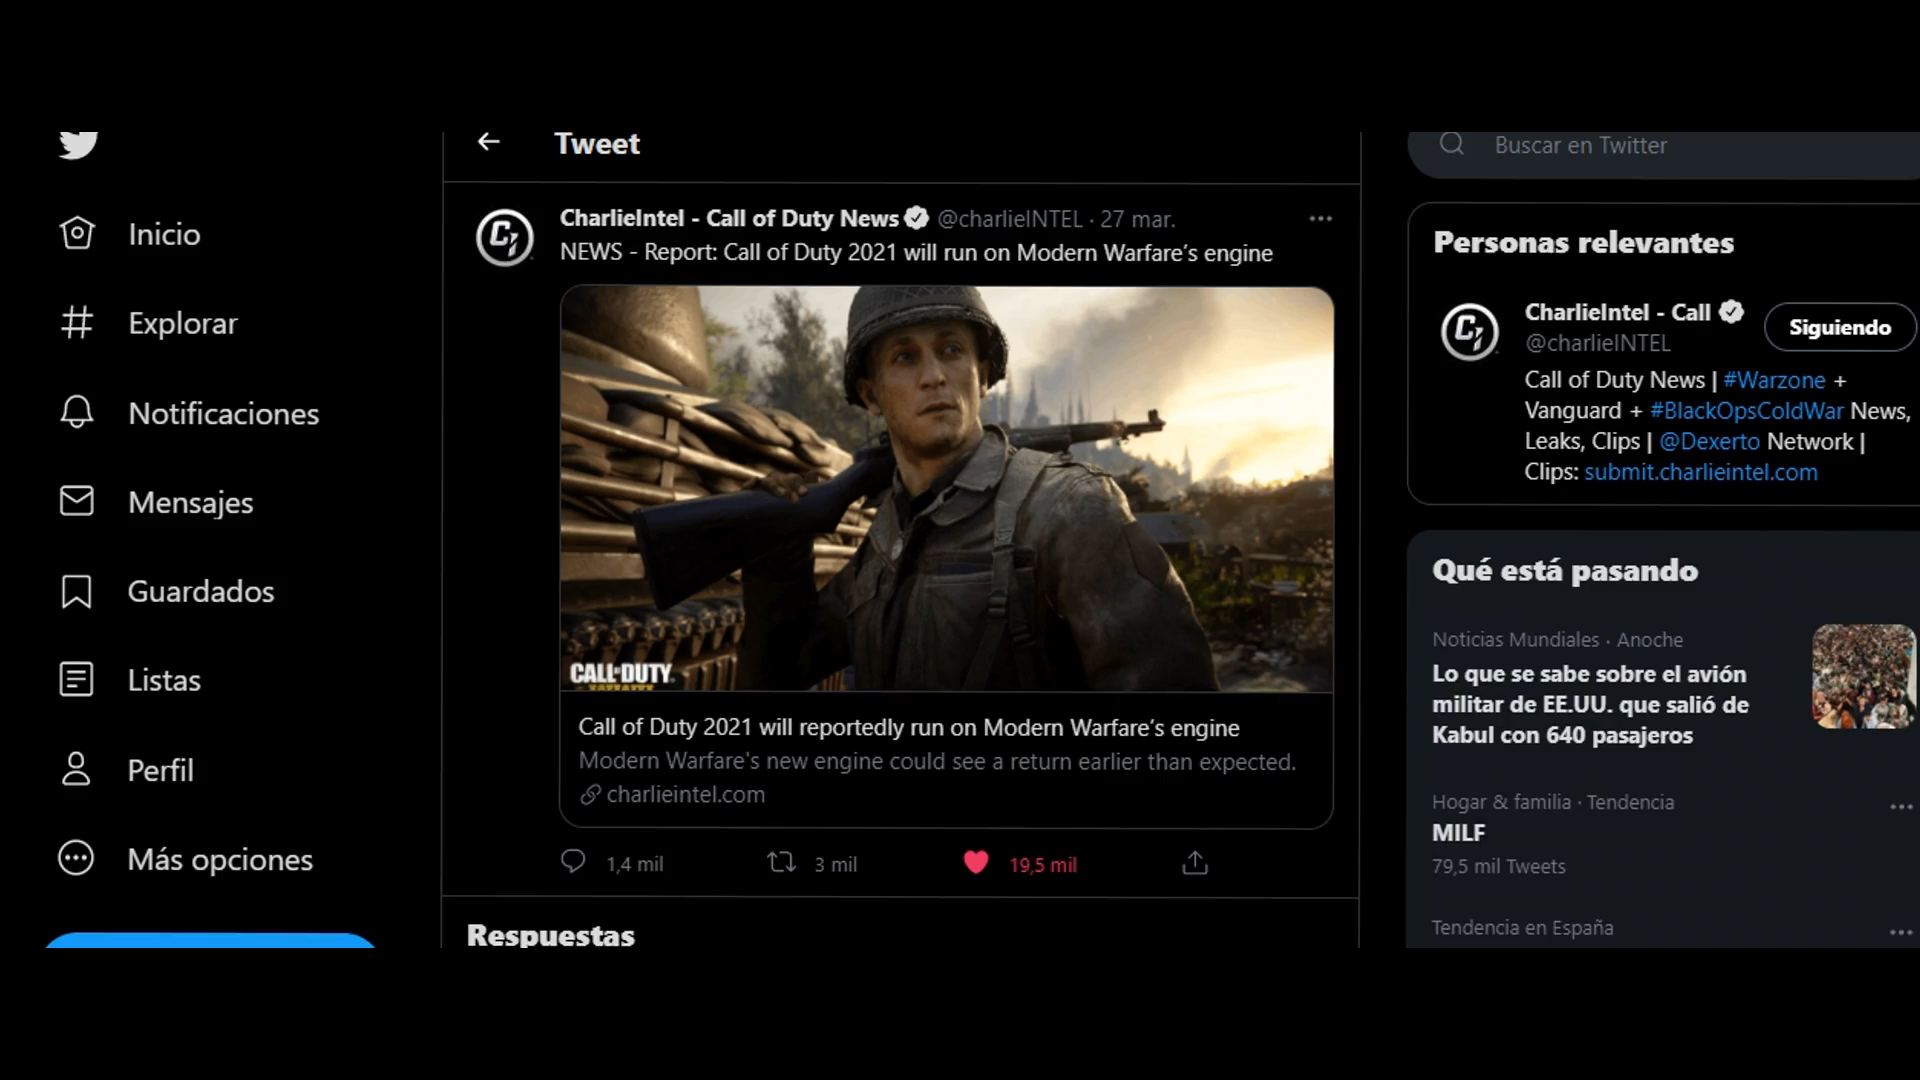 Inicio
Explorar
Notificaciones
Mensajes
Guardados
Listas
Perfil
Más opciones
Tweet
CharlieIntel - Call of Duty News @charlieINTEL · 27 mar.
NEWS - Report: Call of Duty 2021 will run on Modern Warfare’s engine
CALL OF DUTY
Call of Duty 2021 will reportedly run on Modern Warfare’s engine
Modern Warfare's new engine could see a return earlier than expected.
charlieintel.com
1,4 mil
3 mil
19,5 mil
Respuestas
Buscar en Twitter
Personas relevantes
CharlieIntel - Call
@charlieINTEL
Siguiendo
Call of Duty News | #Warzone +
Vanguard + #BlackOpsColdWar News,
Leaks, Clips | @Dexerto Network |
Clips: submit.charlieintel.com
Qué está pasando
Noticias Mundiales · Anoche
Lo que se sabe sobre el avión
militar de EE.UU. que salió de
Kabul con 640 pasajeros
Hogar & familia · Tendencia
MILF
79,5 mil Tweets
Tendencia en España